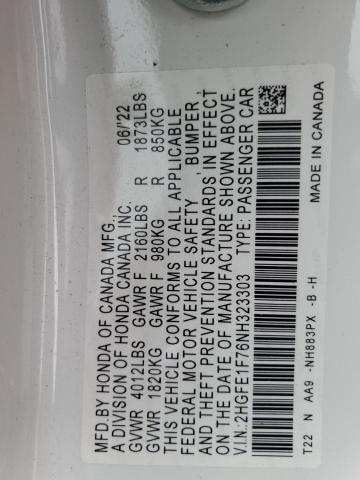 MFD.BY HONDA OF CANADA MFG., 06/'22
A DIVISION OF HONDA CANADA INC.
GVWR 4012LBS GAWR F 2160LBS R 1873LBS
GVWR 1820KG GAWR F 980KG R 850KG
THIS VEHICLE CONFORMS TO ALL APPLICABLE
FEDERAL MOTOR VEHICLE SAFETY, BUMPER,
AND THEFT PREVENTION STANDARDS IN EFFECT
ON THE DATE OF MANUFACTURE SHOWN ABOVE.
V.I.N.: 2HGFE1F76NH323303 TYPE: PASSENGER CAR
T22 N AA9 -NH883PX -B -H MADE IN CANADA